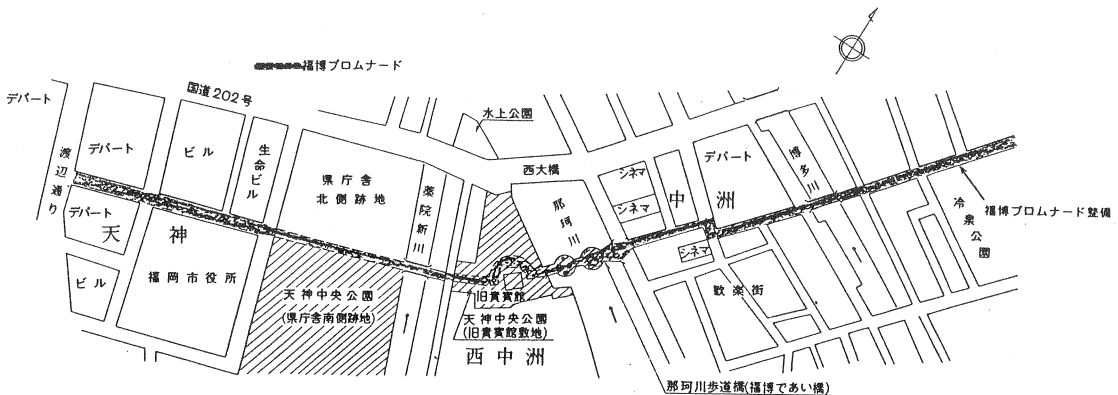 福博プロムナード
国道202号
デパート
水上公園
デパート
ビル
生命ビル
県庁舎
北側跡地
薬院新川
西大橋
那珂川
シネマ
シネマ
中洲
デパート
博多川
渡辺通り
デパート
天神
ビル
福岡市役所
天神中央公園
(県庁舎南側跡地)
旧貴賓館
天神中央公園
(旧貴賓館敷地)
西中洲
シネマ
歓楽街
冷泉公園
福博プロムナード整備
那珂川歩道橋(福博であい橋)